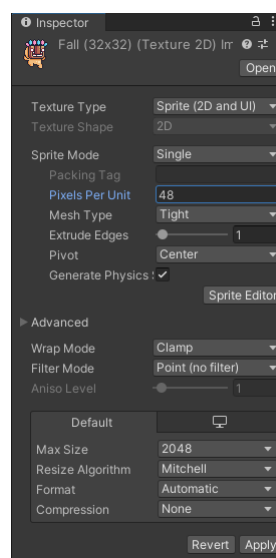 Inspector
Fall (32x32) (Texture 2D) Im
Open
Texture Type Sprite (2D and UI)
Texture Shape 2D
Sprite Mode Single
Packing Tag
Pixels Per Unit 48
Mesh Type Tight
Extrude Edges 1
Pivot Center
Generate Physics S
Sprite Editor
Advanced
Wrap Mode Clamp
Filter Mode Point (no filter)
Aniso Level 1
Default
Max Size 2048
Resize Algorithm Mitchell
Format Automatic
Compression None
Revert Apply